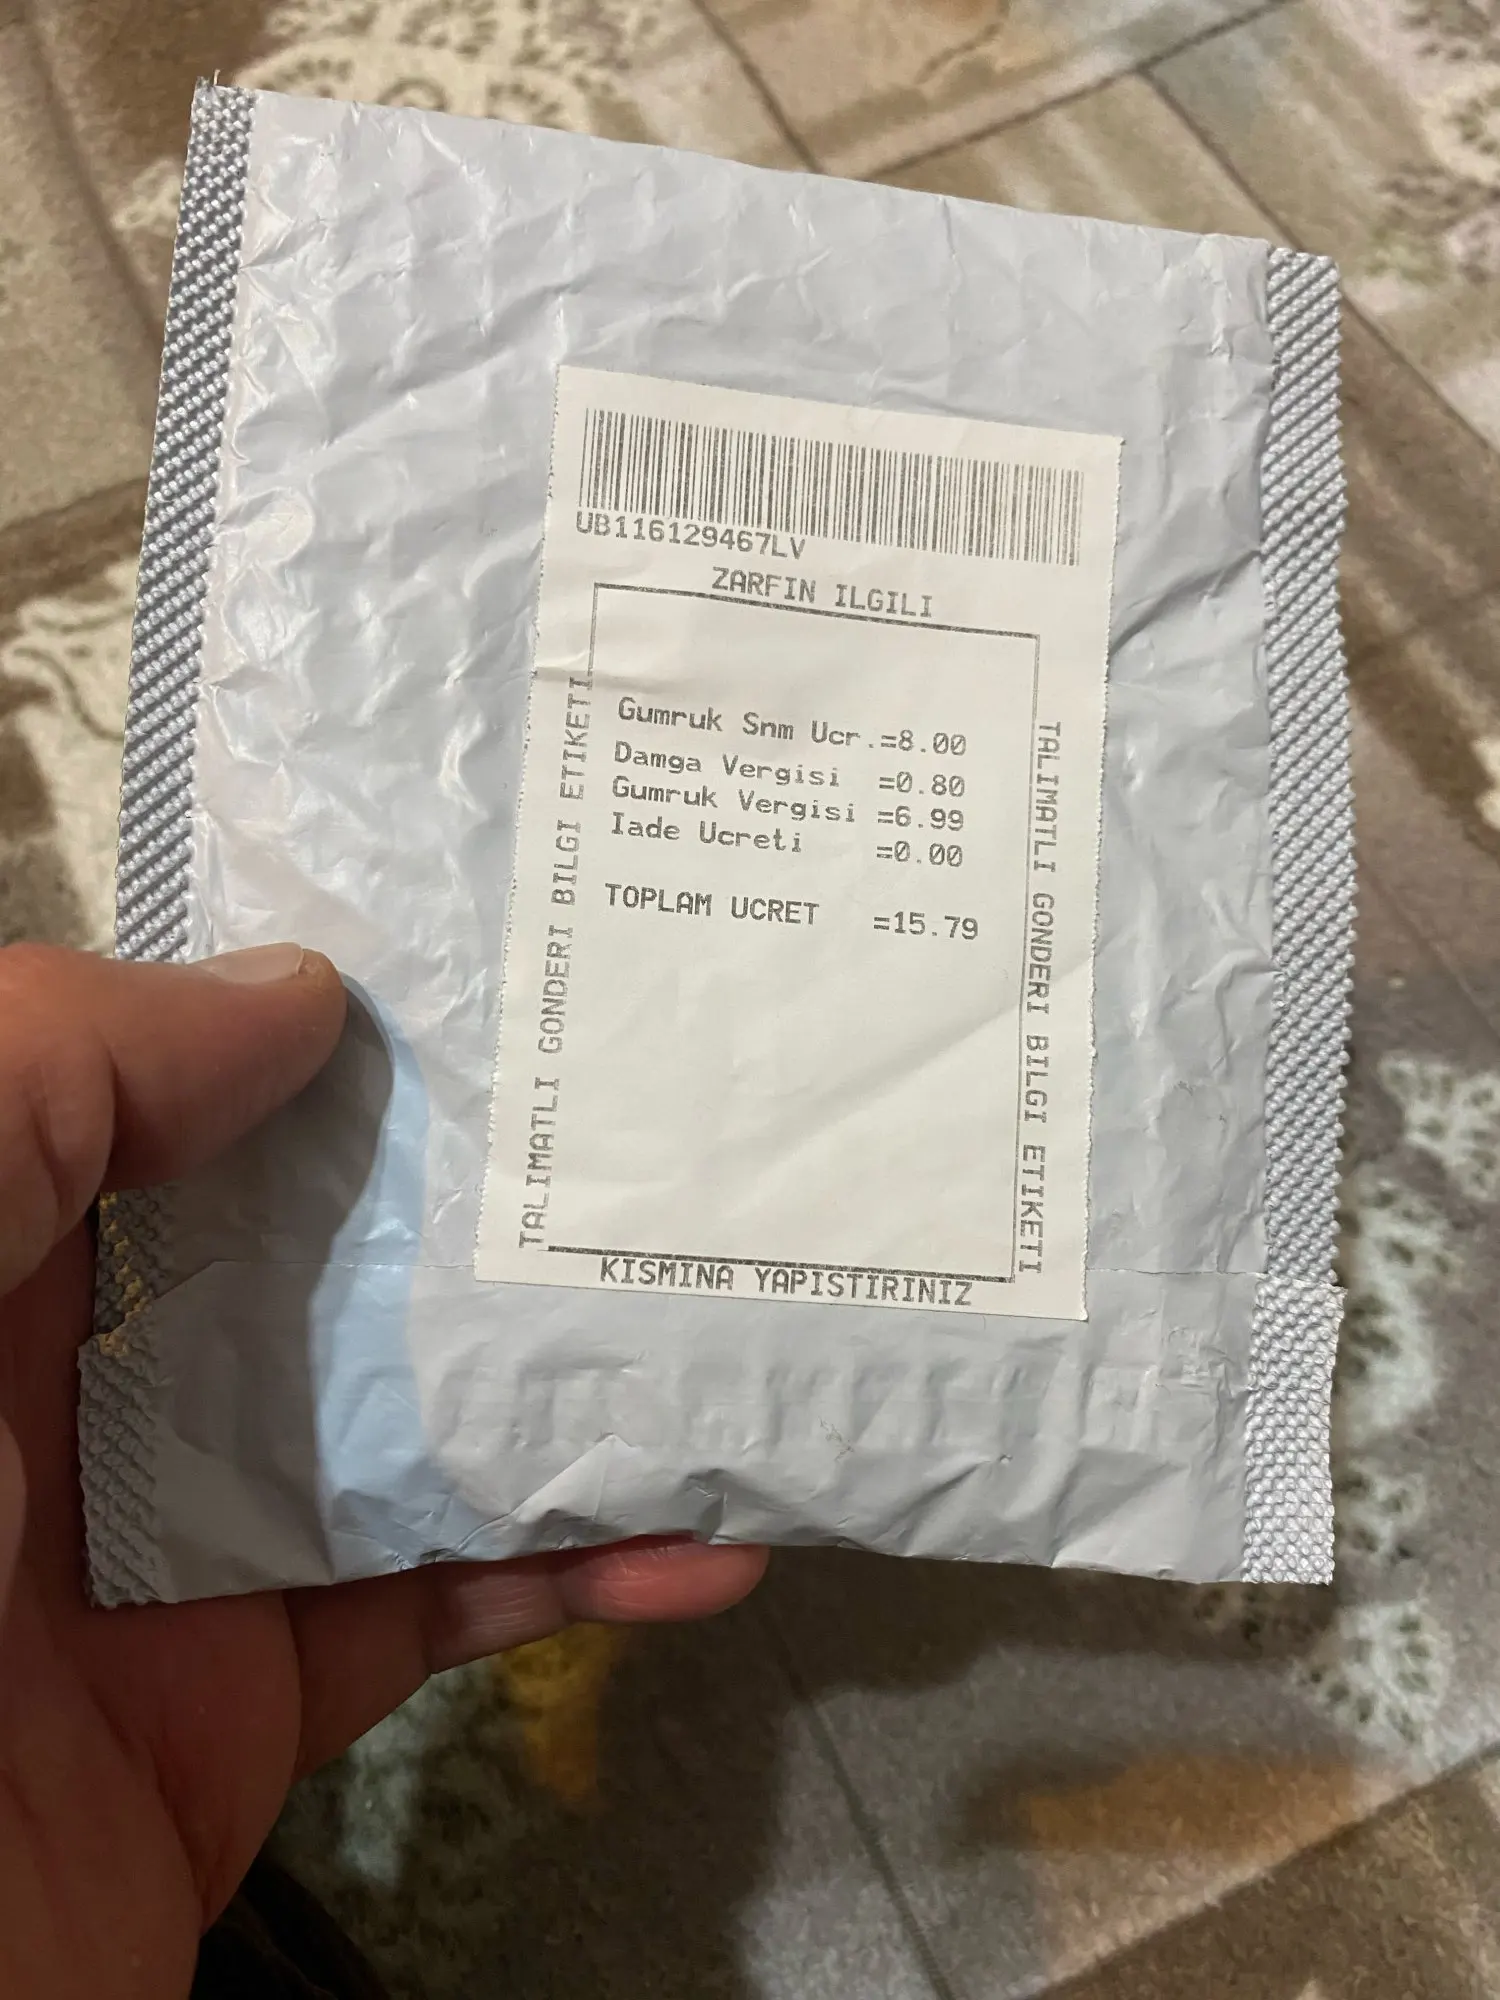 UB116129467LV
ZARFIN ILGILI
TALIMATLI GONDERI BILGI ETIKETI
Gumruk Snm Ucr.=8.00
Damga Vergisi =0.80
Gumruk Vergisi =6.99
Iade Ucreti =0.00
TOPLAM UCRET =15.79
TALIMATLI GONDERI BILGI ETIKETI
KISMINA YAPISTIRINIZ